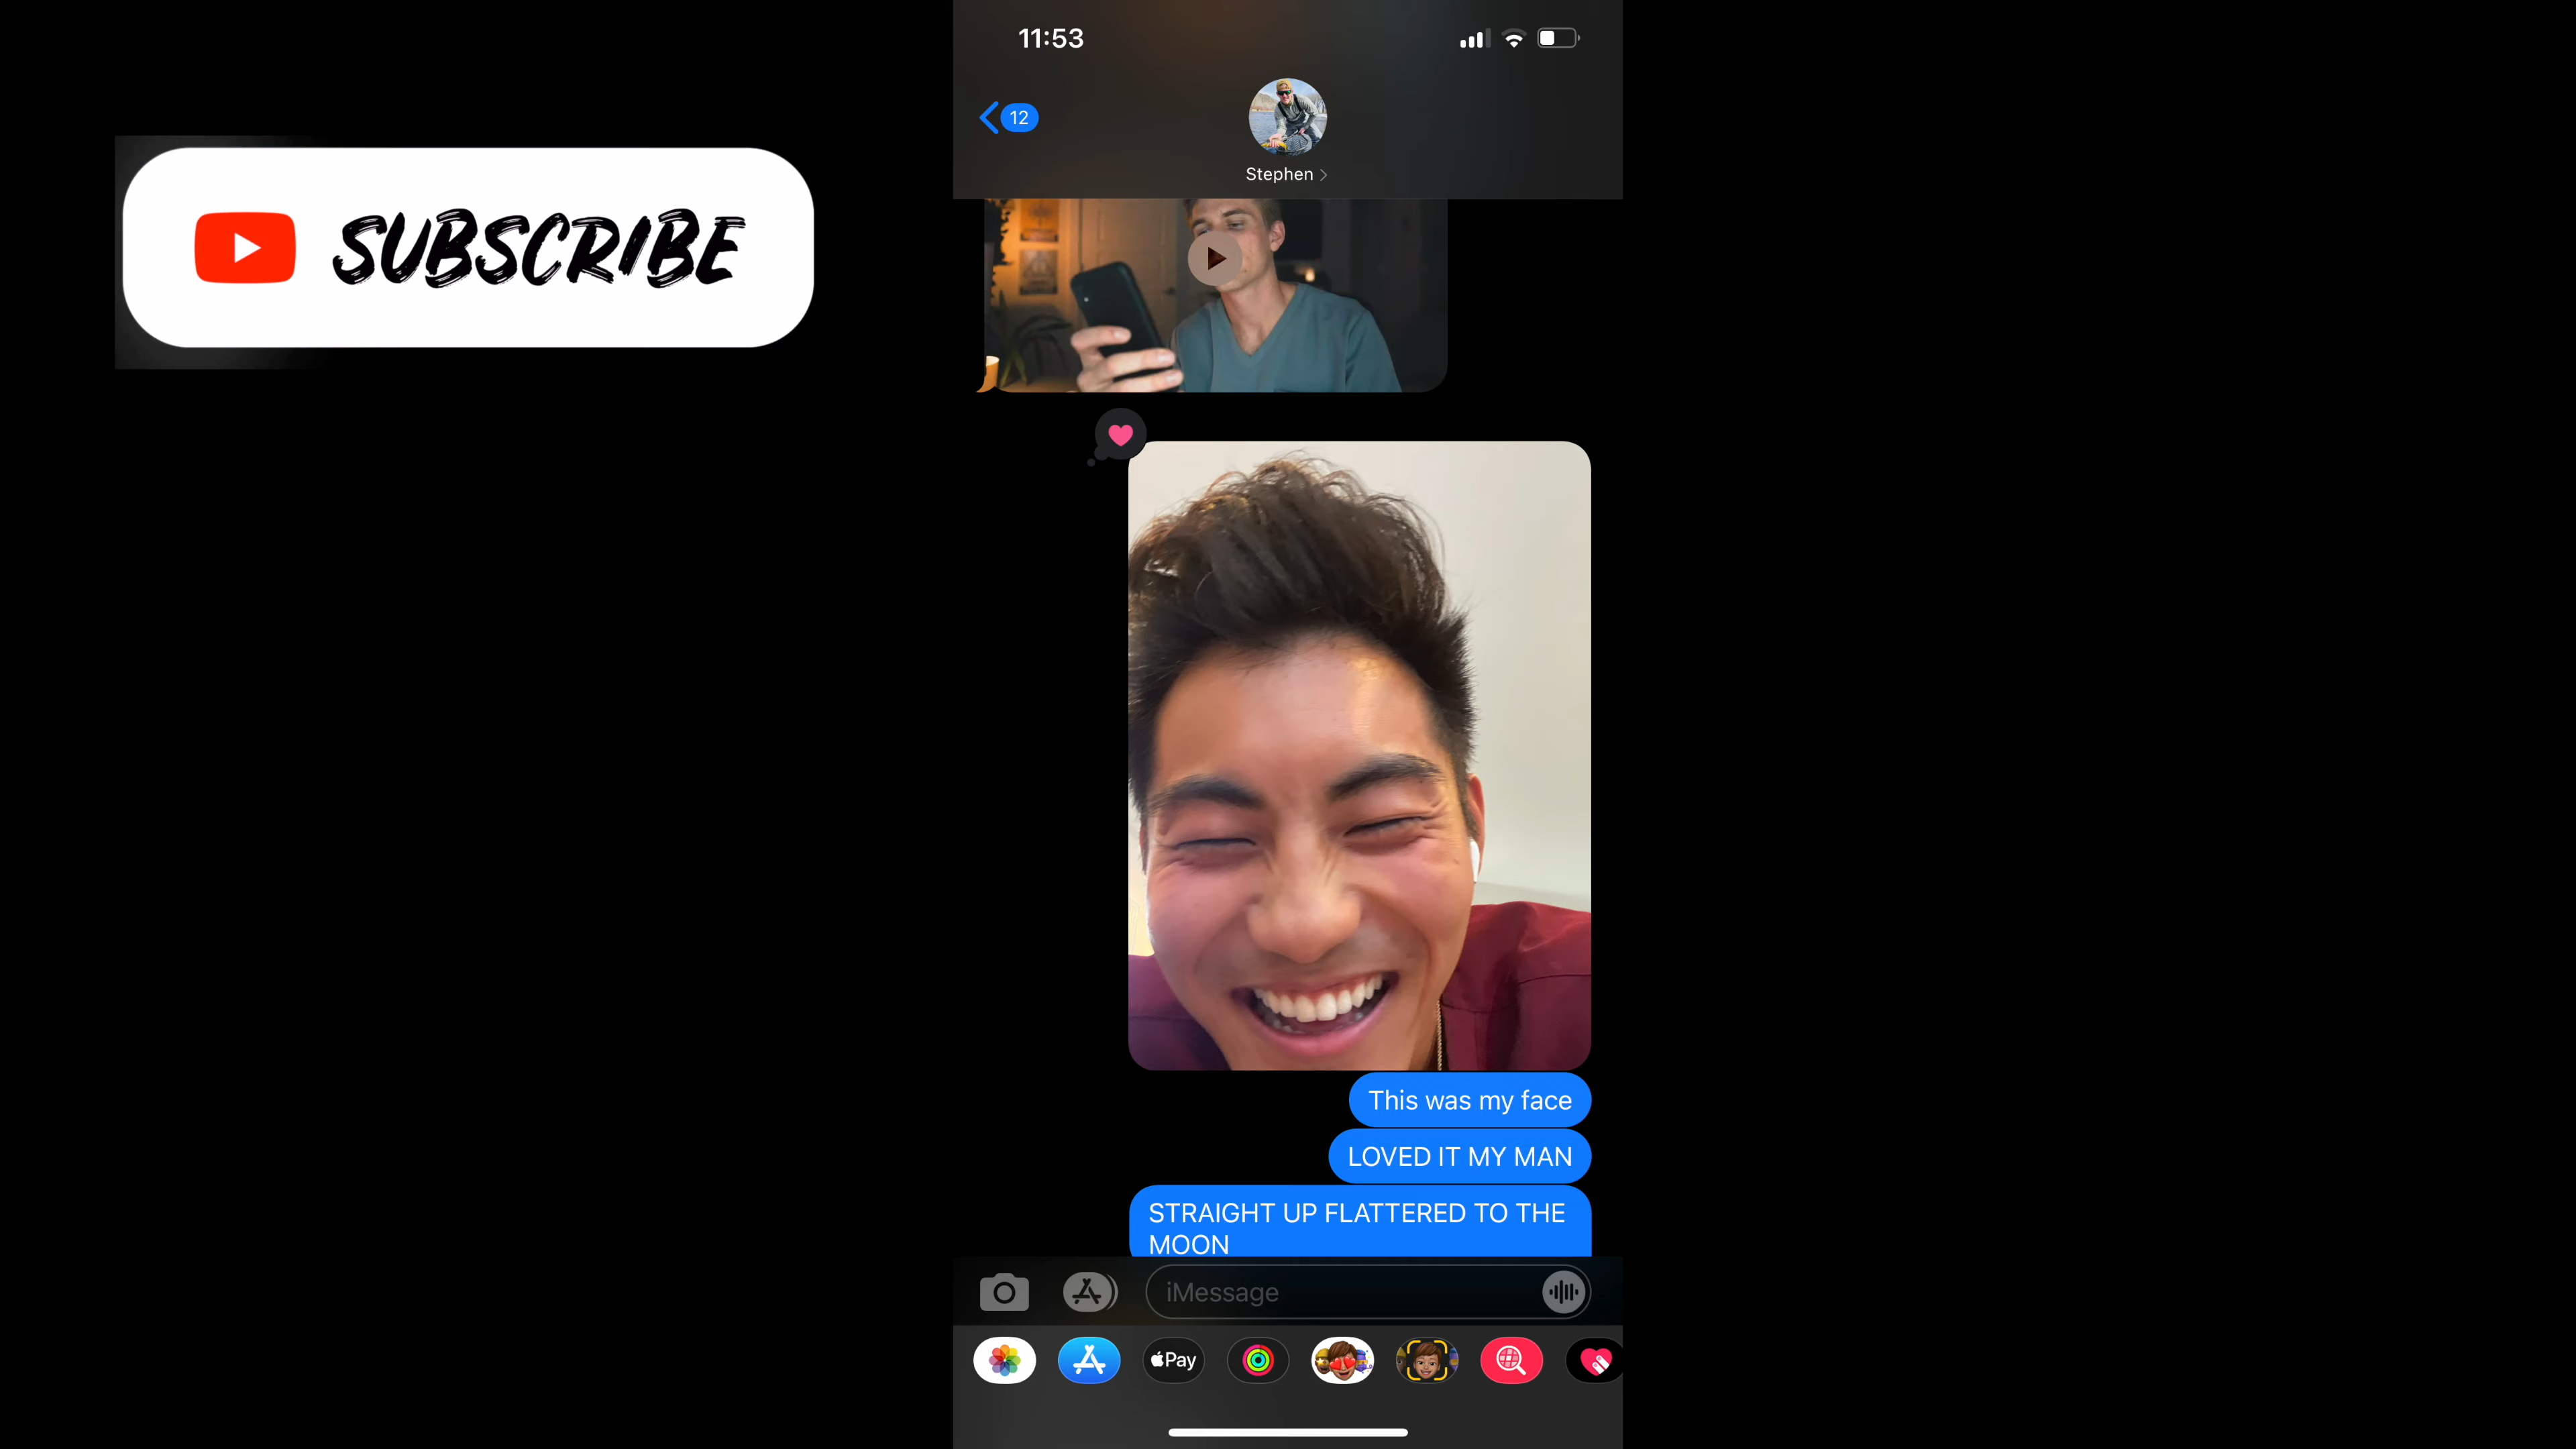 11:53
12
Stephen
SUBSCRIBE
This was my face
LOVED IT MY MAN
STRAIGHT UP FLATTERED TO THE
MOON
iMessage
Pay